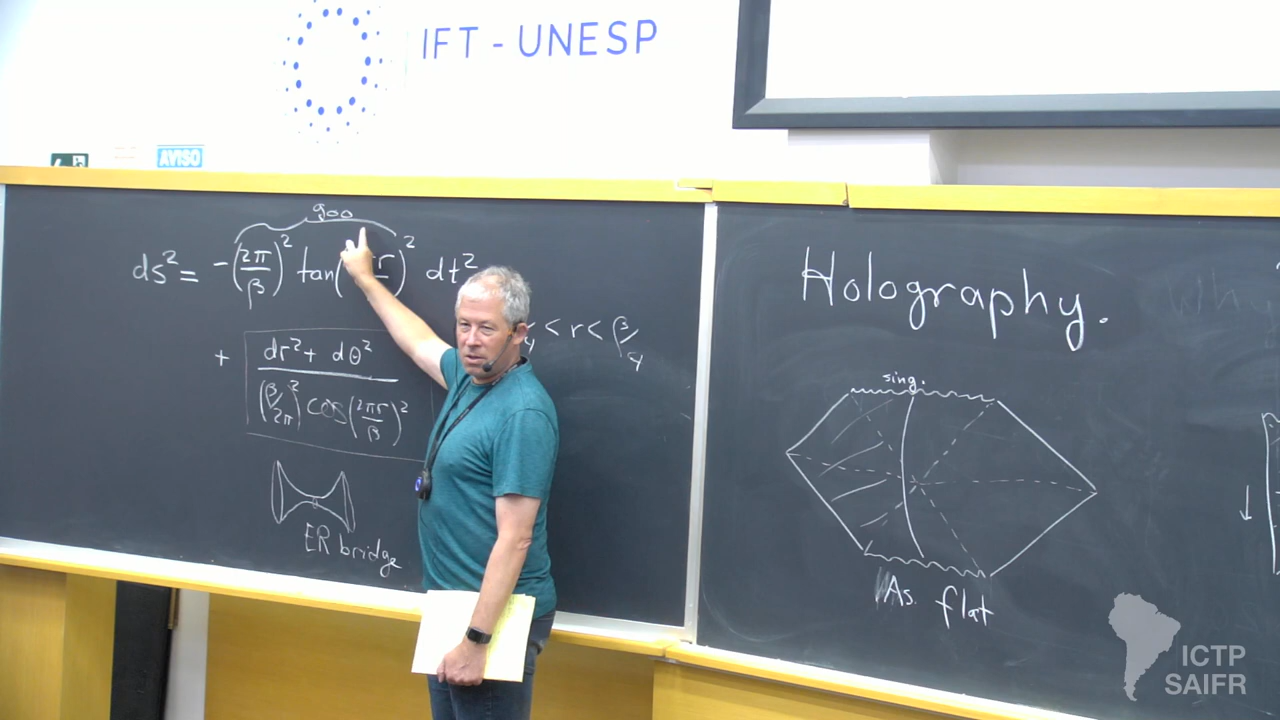 IFT - UNESP
AVISO
g₀₀
ds² = -(2π/β)² tan( r )² dt²
< r < β/4
+ dr² + dθ²
(β/2π)² cos(2πr/β)²
ER bridge
Holography.
sing.
As. flat
ICTP
SAIFR